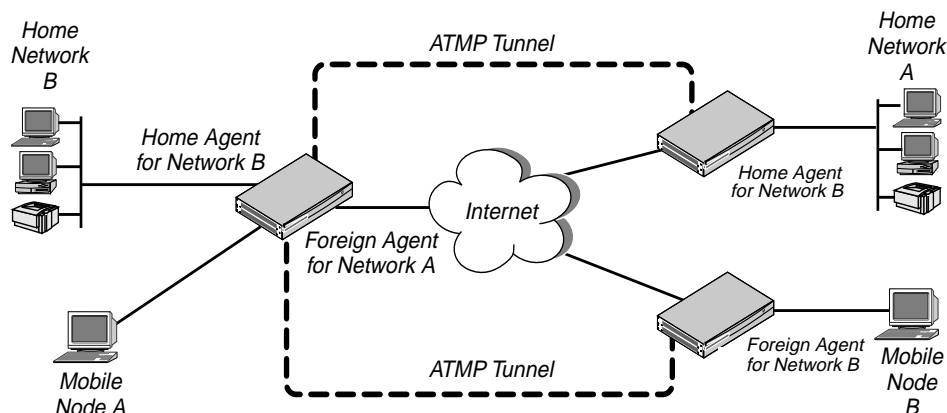 Home
Network
B
ATMP Tunnel
Home
Network
A
Home Agent
for Network B
Home Agent
for Network B
Internet
Foreign Agent
for Network A
Foreign Agent
for Network B
Mobile
Node A
ATMP Tunnel
Mobile
Node
B